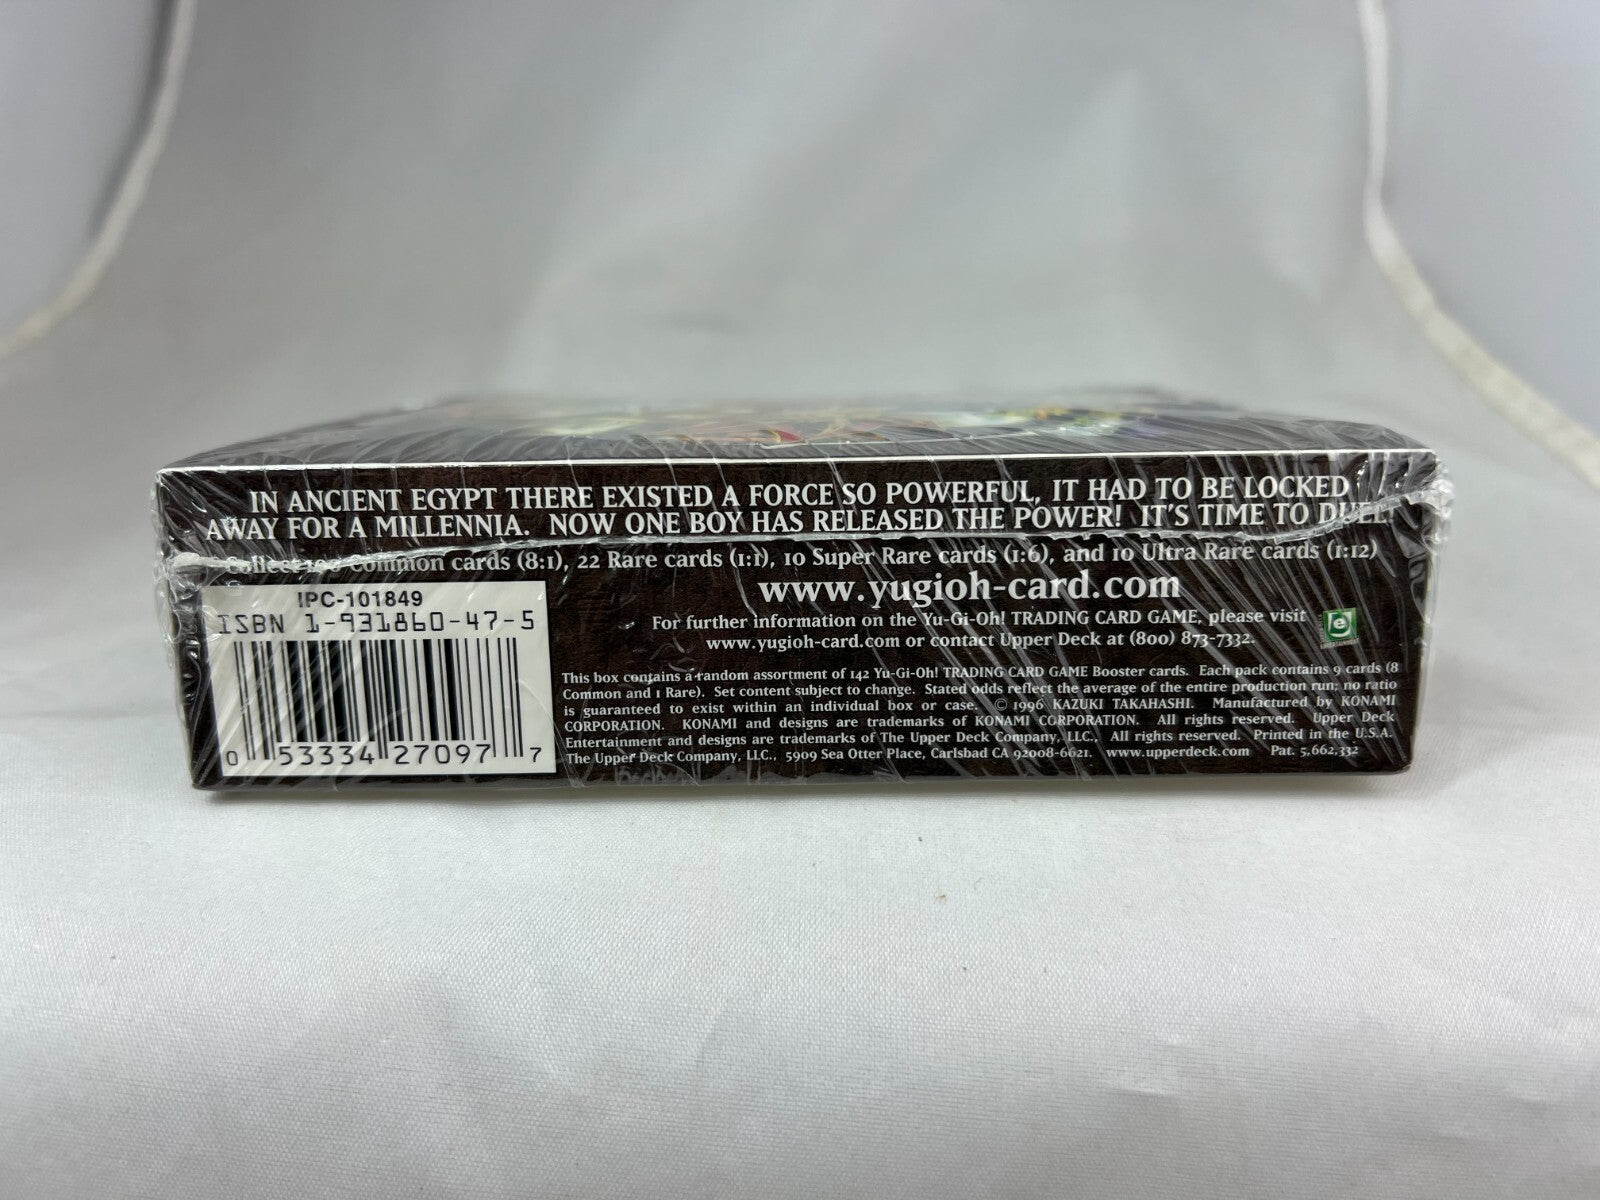 IN ANCIENT EGYPT THERE EXISTED A FORCE SO POWERFUL, IT HAD TO BE LOCKED
AWAY FOR A MILLENNIA. NOW ONE BOY HAS RELEASED THE POWER! IT'S TIME TO DUEL!
Collect Common cards (8:1), 22 Rare cards (1:1), 10 Super Rare cards (1:6), and 10 Ultra Rare cards (1:12)
www.yugioh-card.com
For further information on the Yu-Gi-Oh! TRADING CARD GAME, please visit
www.yugioh-card.com or contact Upper Deck at (800) 873-7332.
e
ENTERTAINMENT
IPC-101849
ISBN 1-931860-47-5
0 53334 27097 7
This box contains a random assortment of 142 Yu-Gi-Oh! TRADING CARD GAME Booster cards. Each pack contains 9 cards (8
Common and 1 Rare). Set content subject to change. Stated odds reflect the average of the entire production run; no ratio
is guaranteed to exist within an individual box or case. © 1996 KAZUKI TAKAHASHI. Manufactured by KONAMI
CORPORATION. KONAMI and designs are trademarks of KONAMI CORPORATION. All rights reserved. Upper Deck
Entertainment and designs are trademarks of The Upper Deck Company, LLC., All rights reserved. Printed in the U.S.A.
The Upper Deck Company, LLC., 5909 Sea Otter Place, Carlsbad CA 92008-6621. www.upperdeck.com Pat. 5,662,332